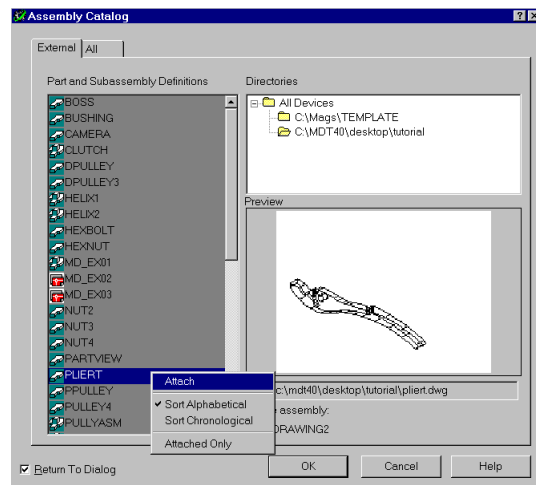 Assembly Catalog
External
All
Part and Subassembly Definitions
BOSS
BUSHING
CAMERA
CLUTCH
DPULLEY
DPULLEY3
HELIX1
HELIX2
HEXBOLT
HEXNUT
MD_EX01
MD_EX02
MD_EX03
NUT2
NUT3
NUT4
PARTVIEW
PLIERT
PPULLEY
PULLEY4
PULLYASM
Directories
All Devices
C:\Mags\TEMPLATE
C:\MDT40\desktop\tutorial
Preview
Attach
Sort Alphabetical
Sort Chronological
Attached Only
c:\mdt40\desktop\tutorial\pliert.dwg
assembly:
Return To Dialog
OK
Cancel
Help